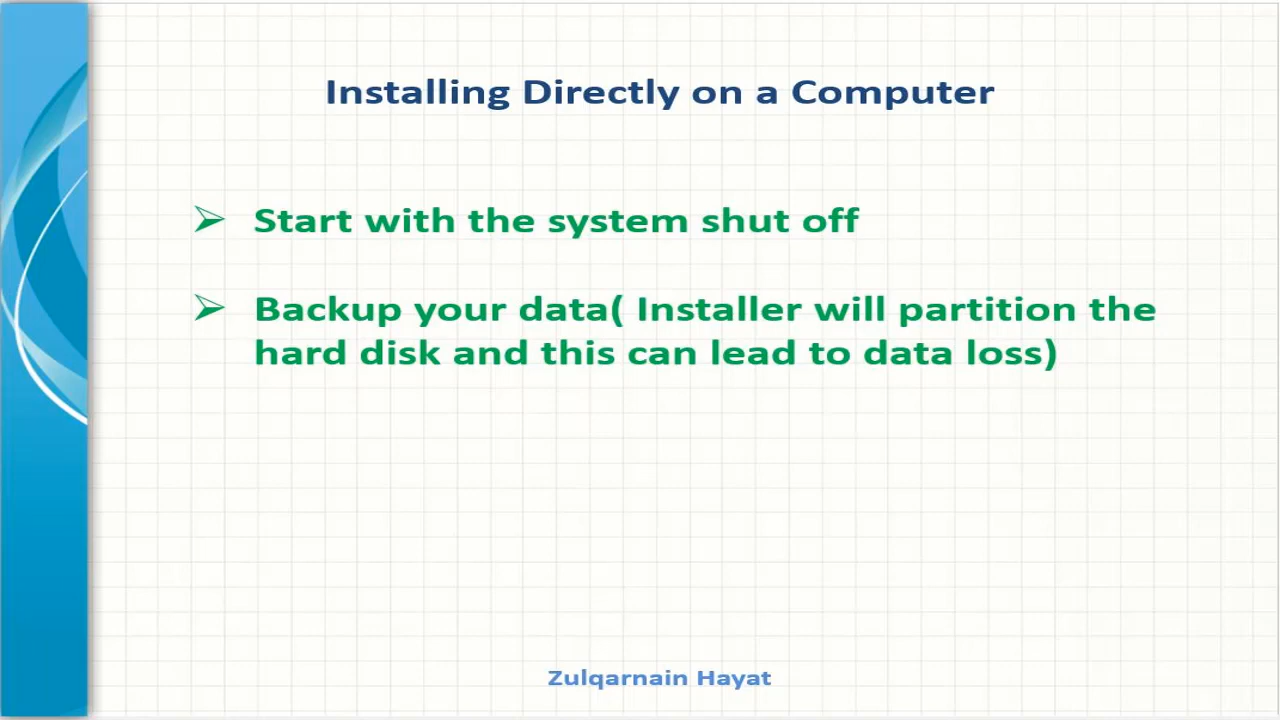 Installing Directly on a Computer
Start with the system shut off
Backup your data( Installer will partition the
hard disk and this can lead to data loss)
Zulqarnain Hayat